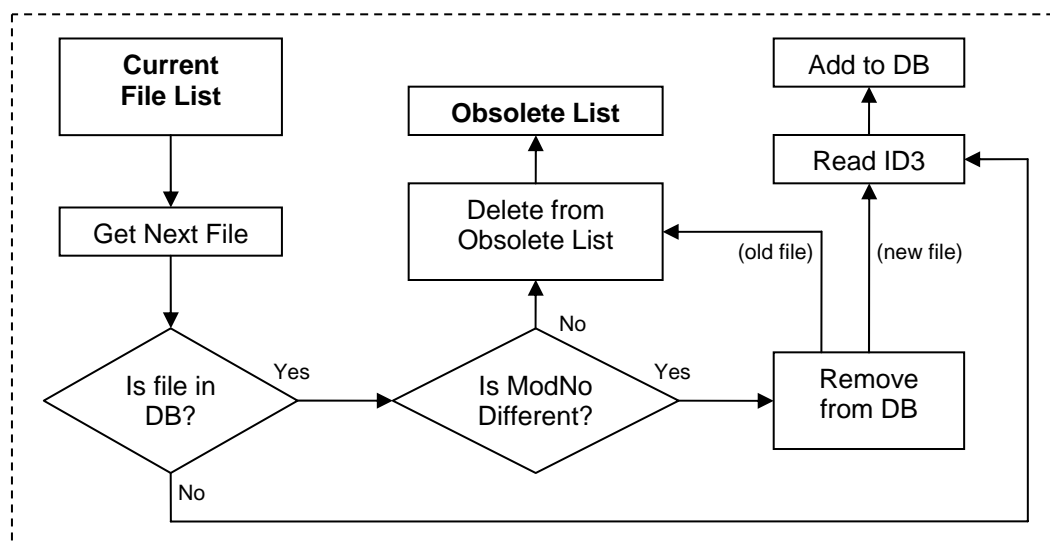 Current
File List
Add to DB
Obsolete List
Read ID3
Delete from
Obsolete List
Get Next File
(old file)
(new file)
No
Is file in
DB?
Yes
Is ModNo
Different?
Yes
Remove
from DB
No